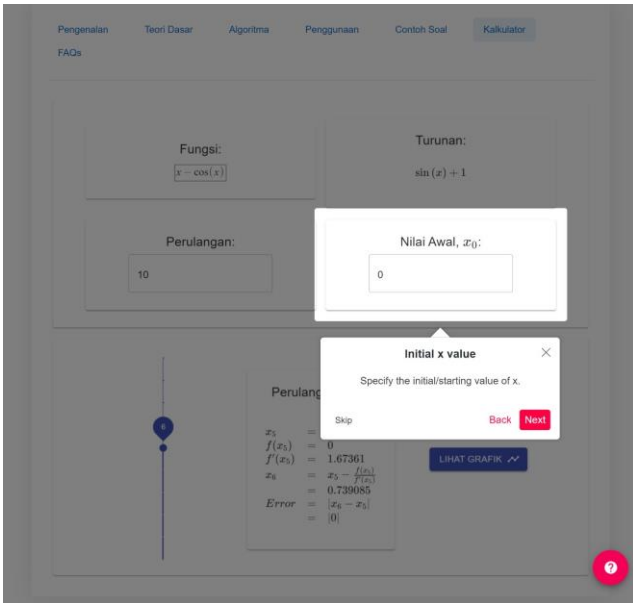 Pengenalan Teori Dasar Algoritma Penggunaan Contoh Soal Kalkulator
FAQs
Fungsi:
x − cos(x)
Turunan:
sin (x) + 1
Perulangan:
10
Nilai Awal, x₀:
0
Initial x value
Specify the initial/starting value of x.
Skip Back Next
6
x₅ =
f(x₅) = 0
f′(x₅) = 1.67361
x₆ = x₅ − f(x₅)/f′(x₅)
= 0.739085
Error = |x₆ − x₅|
= |0|
LIHAT GRAFIK
?